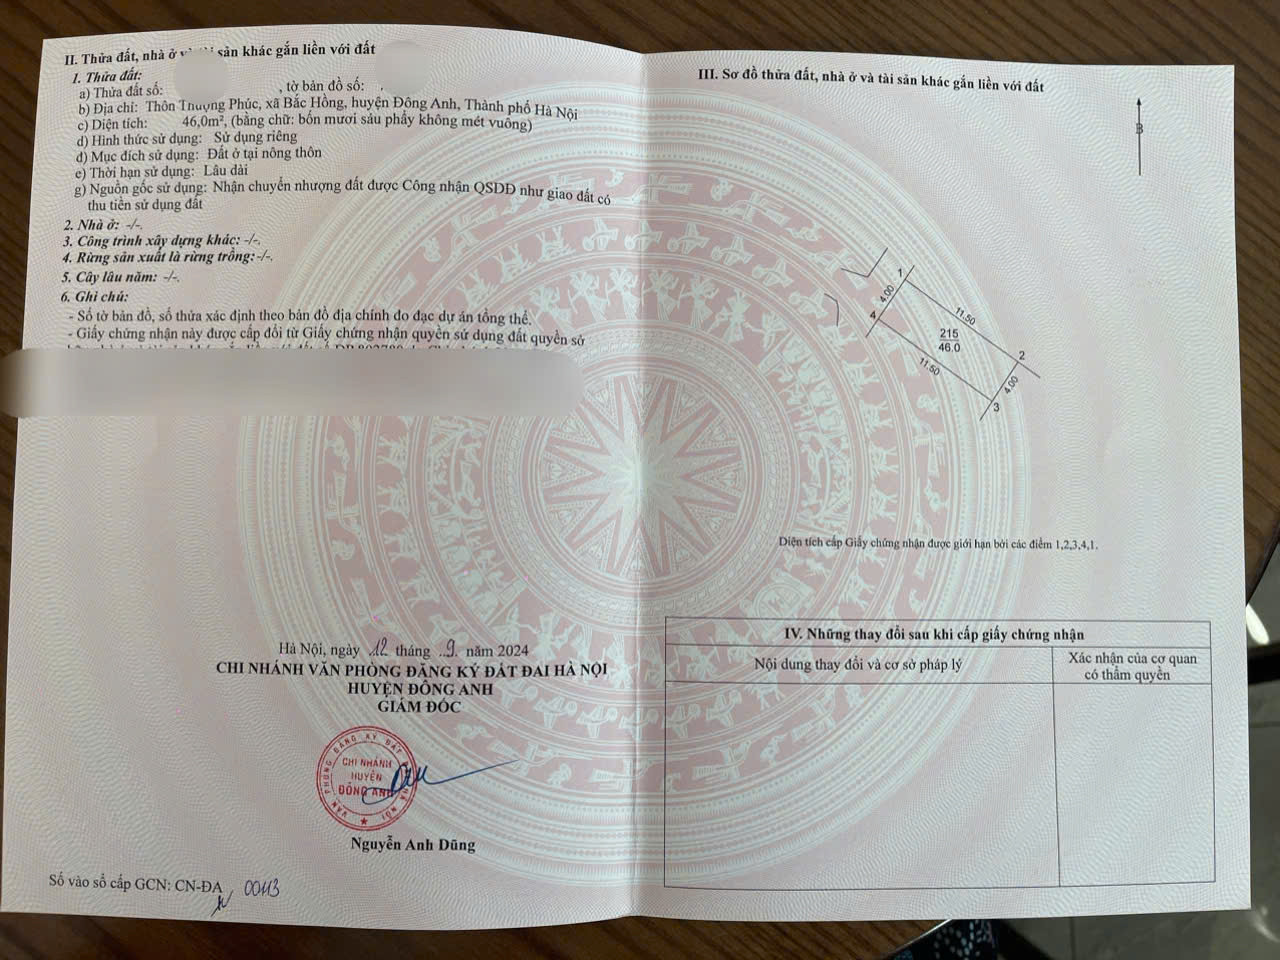 II. Thửa đất, nhà ở và tài sản khác gắn liền với đất
1. Thửa đất:
a) Thửa đất số: , tờ bản đồ số:
b) Địa chỉ: Thôn Thượng Phúc, xã Bắc Hồng, huyện Đông Anh, Thành phố Hà Nội
c) Diện tích: 46,0m², (bằng chữ: bốn mươi sáu phẩy không mét vuông)
d) Hình thức sử dụng: Sử dụng riêng
đ) Mục đích sử dụng: Đất ở tại nông thôn
e) Thời hạn sử dụng: Lâu dài
g) Nguồn gốc sử dụng: Nhận chuyển nhượng đất được Công nhận QSDĐ như giao đất có
thu tiền sử dụng đất
2. Nhà ở: -/-.
3. Công trình xây dựng khác: -/-.
4. Rừng sản xuất là rừng trồng: -/-.
5. Cây lâu năm: -/-.
6. Ghi chú:
- Số tờ bản đồ, số thửa xác định theo bản đồ địa chính đo đạc dự án tổng thể.
- Giấy chứng nhận này được cấp đổi từ Giấy chứng nhận quyền sử dụng đất quyền sở
Hà Nội, ngày 12 tháng 9 năm 2024
CHI NHÁNH VĂN PHÒNG ĐĂNG KÝ ĐẤT ĐAI HÀ NỘI
HUYỆN ĐÔNG ANH
GIÁM ĐỐC
VĂN PHÒNG ĐĂNG KÝ ĐẤT HÀ NỘI
CHI NHÁNH
HUYỆN
ĐÔNG ANH
Nguyễn Anh Dũng
Số vào sổ cấp GCN: CN-ĐA
III. Sơ đồ thửa đất, nhà ở và tài sản khác gắn liền với đất
B
1
4.00
4
11.50
215
46.0
11.50
2
4.00
3
Diện tích cấp Giấy chứng nhận được giới hạn bởi các điểm 1,2,3,4,1.
IV. Những thay đổi sau khi cấp giấy chứng nhận
Nội dung thay đổi và cơ sở pháp lý
Xác nhận của cơ quan
có thẩm quyền